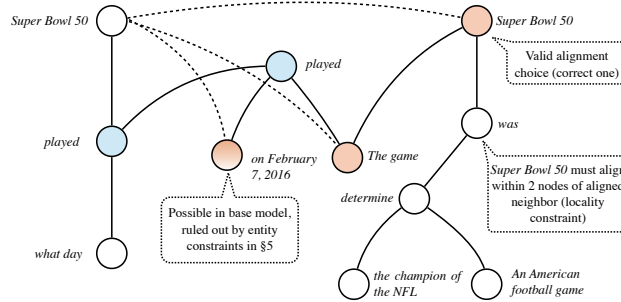 Super Bowl 50
Super Bowl 50
Valid alignment
choice (correct one)
played
played
was
on February
7, 2016
The game
Super Bowl 50 must alig
within 2 nodes of aligned
neighbor (locality
constraint)
determine
Possible in base model,
ruled out by entity
constraints in §5
what day
the champion of
the NFL
An American
football game